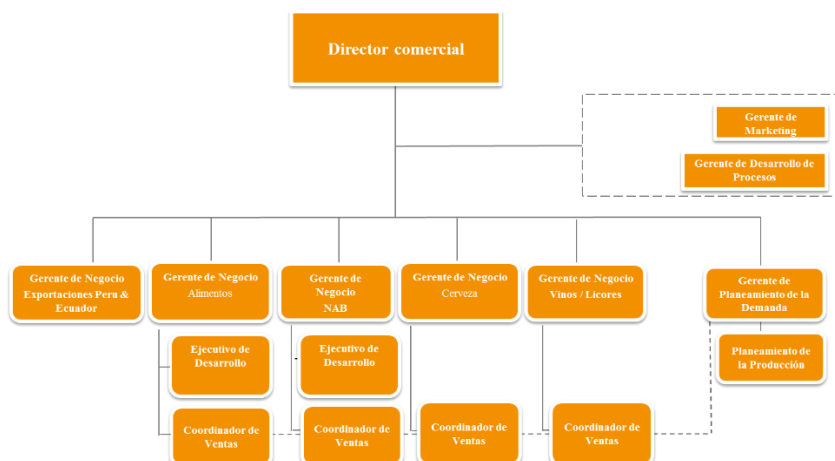 Director comercial
Gerente de
Marketing
Gerente de Desarrollo de
Procesos
Gerente de Negocio
Exportaciones Peru &
Ecuador
Gerente de Negocio
Alimentos
Gerente de
Negocio
NAB
Gerente de Negocio
Cerveza
Gerente de Negocio
Vinos / Licores
Gerente de
Planeamiento de la
Demanda
Ejecutivo de
Desarrollo
Ejecutivo de
Desarrollo
Planeamiento de
la Producción
Coordinador de
Ventas
Coordinador de
Ventas
Coordinador de
Ventas
Coordinador de
Ventas